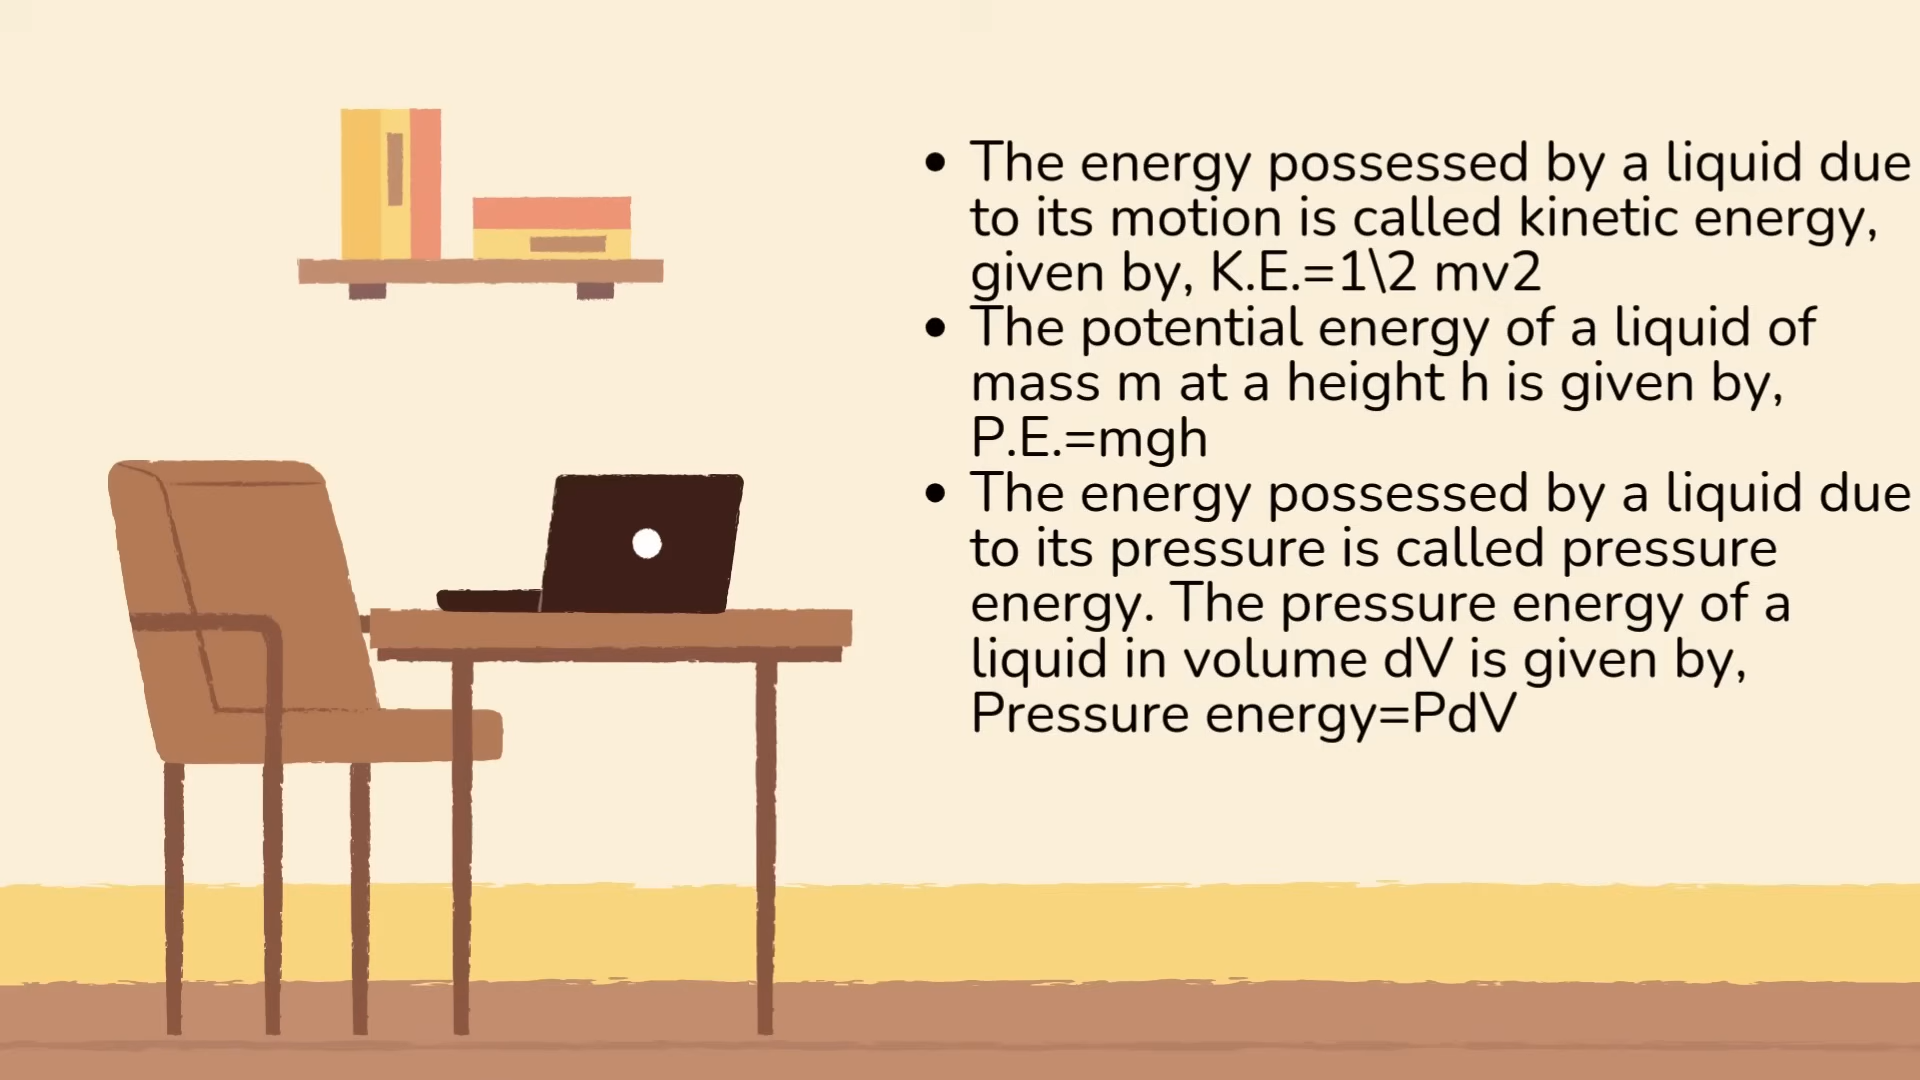 • The energy possessed by a liquid due
to its motion is called kinetic energy,
given by, K.E.=1\2 mv2
• The potential energy of a liquid of
mass m at a height h is given by,
P.E.=mgh
• The energy possessed by a liquid due
to its pressure is called pressure
energy. The pressure energy of a
liquid in volume dV is given by,
Pressure energy=PdV